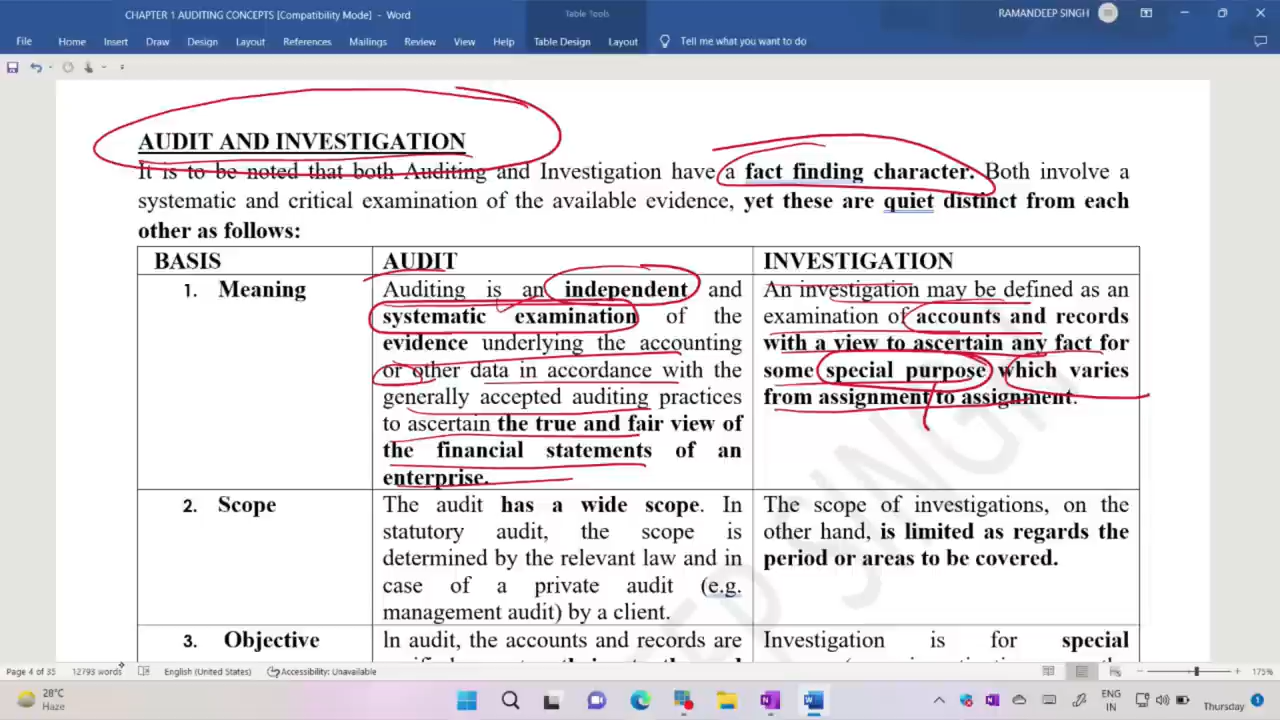 CHAPTER 1 AUDITING CONCEPTS [Compatibility Mode] - Word
Table Tools
RAMANDEEP SINGH
File Home Insert Draw Design Layout References Mailings Review View Help Table Design Layout Tell me what you want to do
AUDIT AND INVESTIGATION
It is to be noted that both Auditing and Investigation have a fact finding character. Both involve a
systematic and critical examination of the available evidence, yet these are quiet distinct from each
other as follows:
BASIS AUDIT INVESTIGATION
1. Meaning
Auditing is an independent and
systematic examination of the
evidence underlying the accounting
or other data in accordance with the
generally accepted auditing practices
to ascertain the true and fair view of
the financial statements of an
enterprise.
An investigation may be defined as an
examination of accounts and records
with a view to ascertain any fact for
some special purpose which varies
from assignment to assignment.
2. Scope
The audit has a wide scope. In
statutory audit, the scope is
determined by the relevant law and in
case of a private audit (e.g.
management audit) by a client.
The scope of investigations, on the
other hand, is limited as regards the
period or areas to be covered.
3. Objective
In audit, the accounts and records are
Investigation is for special
Page 4 of 35 12793 words English (United States) Accessibility: Unavailable 175%
28°C
Haze
ENG
IN
Thursday